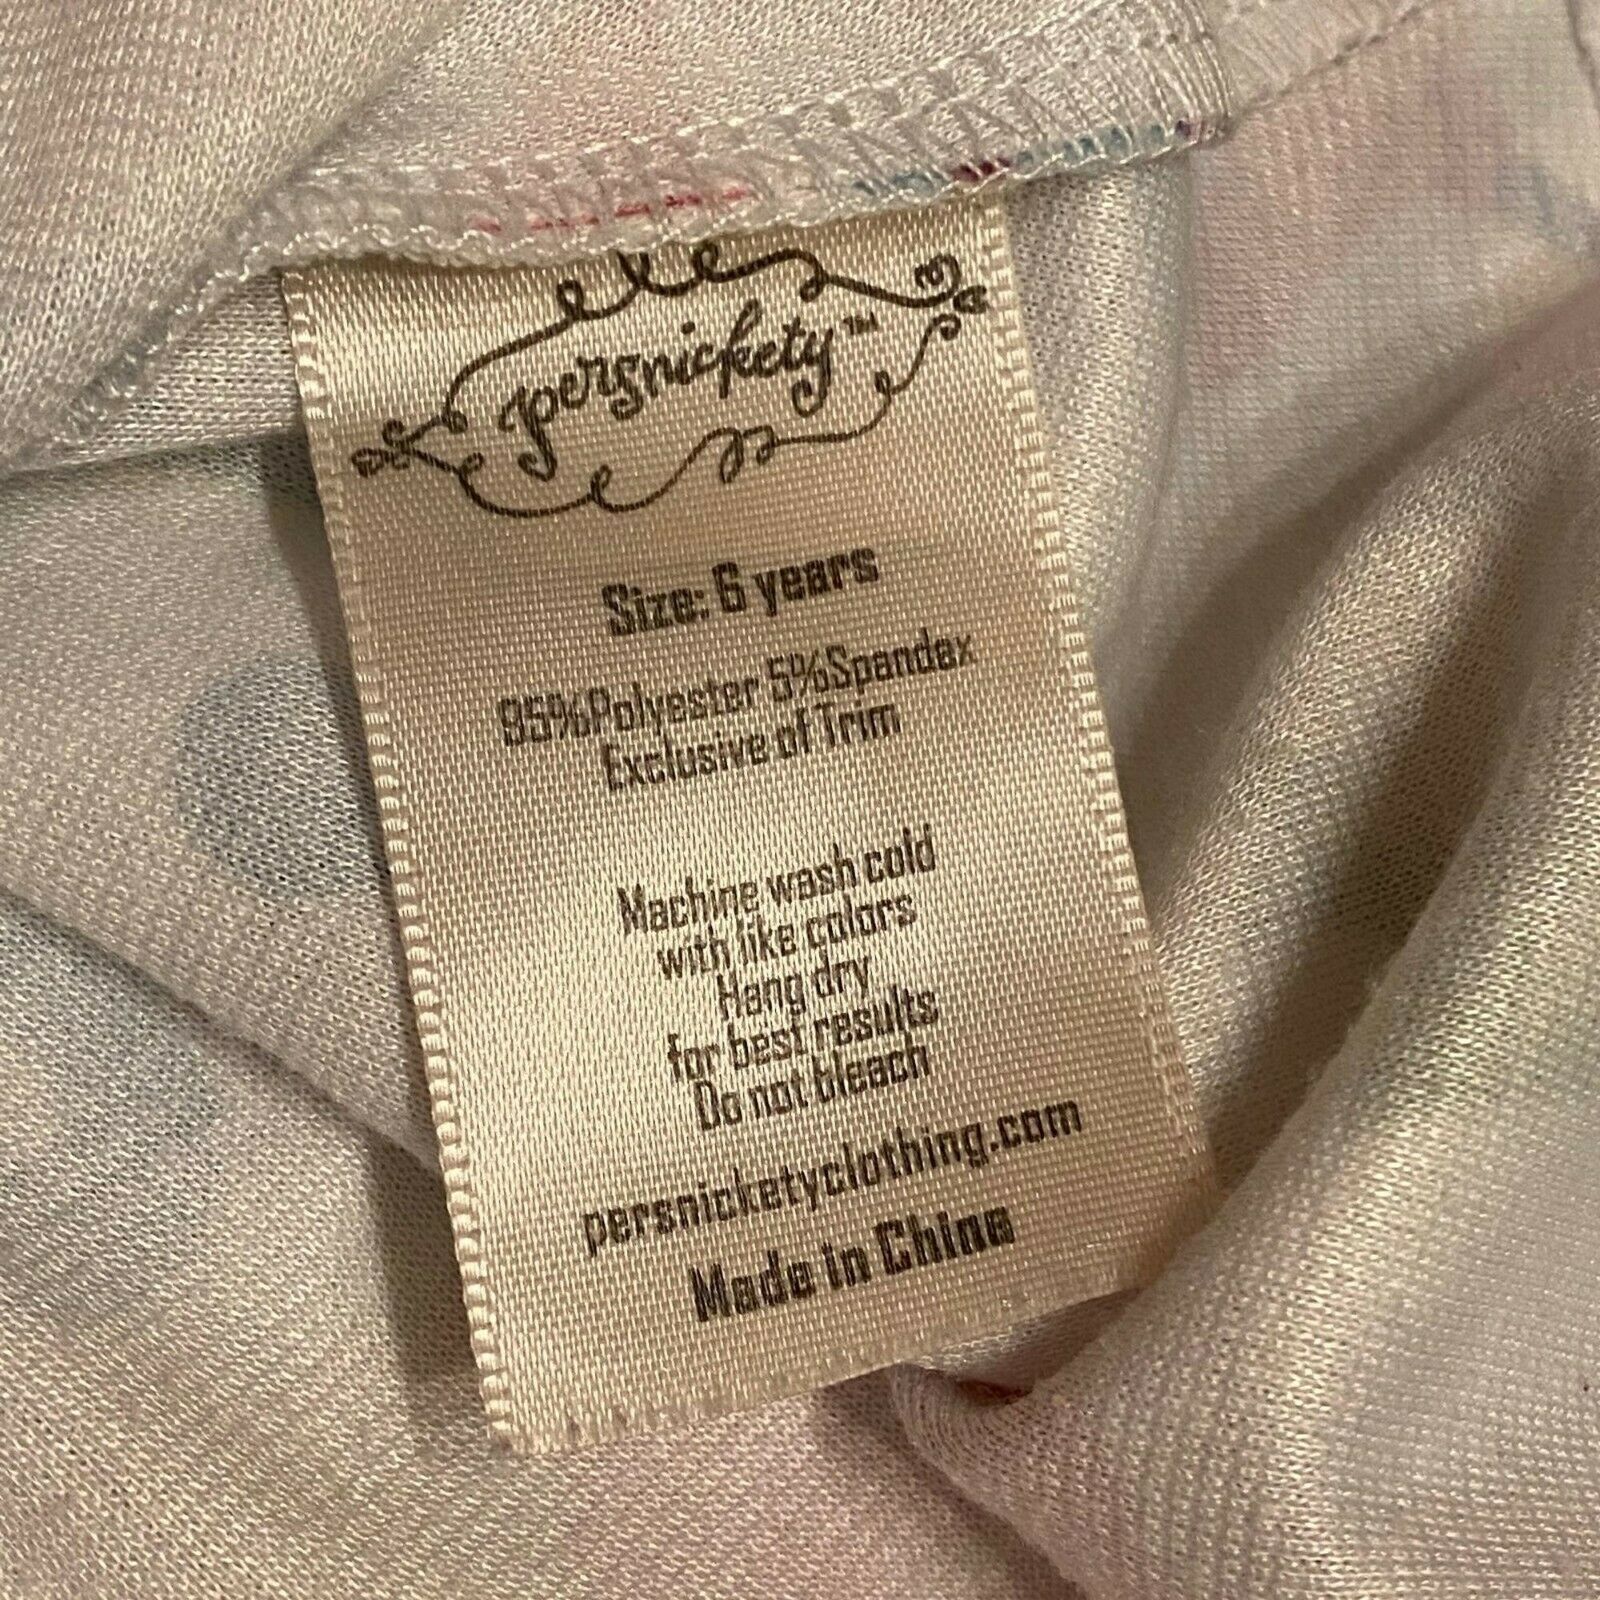 persnickety™
Size: 6 years
95%Polyester 5%Spandex
Exclusive of Trim
Machine wash cold
with like colors
Hang dry
for best results
Do not bleach
persnicketyclothing.com
Made in China